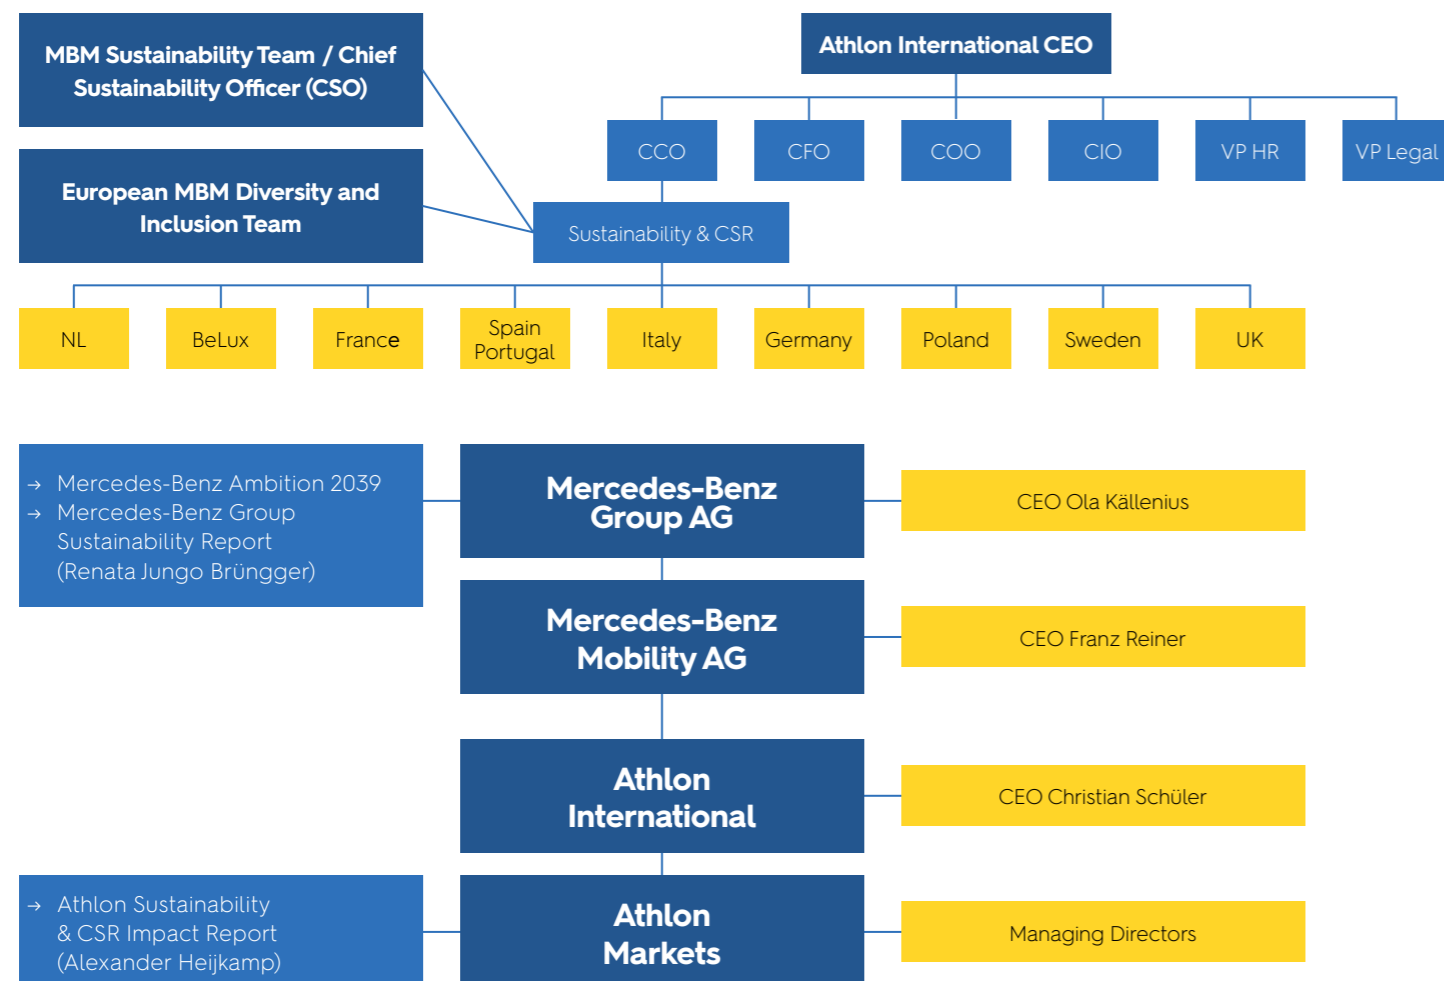 MBM Sustainability Team / Chief
Sustainability Officer (CSO)
Athlon International CEO
CCO
CFO
COO
CIO
VP HR
VP Legal
European MBM Diversity and
Inclusion Team
Sustainability & CSR
NL
BeLux
France
Spain
Portugal
Italy
Germany
Poland
Sweden
UK
→ Mercedes-Benz Ambition 2039
→ Mercedes-Benz Group
Sustainability Report
(Renata Jungo Brüngger)
Mercedes-Benz
Group AG
CEO Ola Källenius
Mercedes-Benz
Mobility AG
CEO Franz Reiner
Athlon
International
CEO Christian Schüler
→ Athlon Sustainability
& CSR Impact Report
(Alexander Heijkamp)
Athlon
Markets
Managing Directors